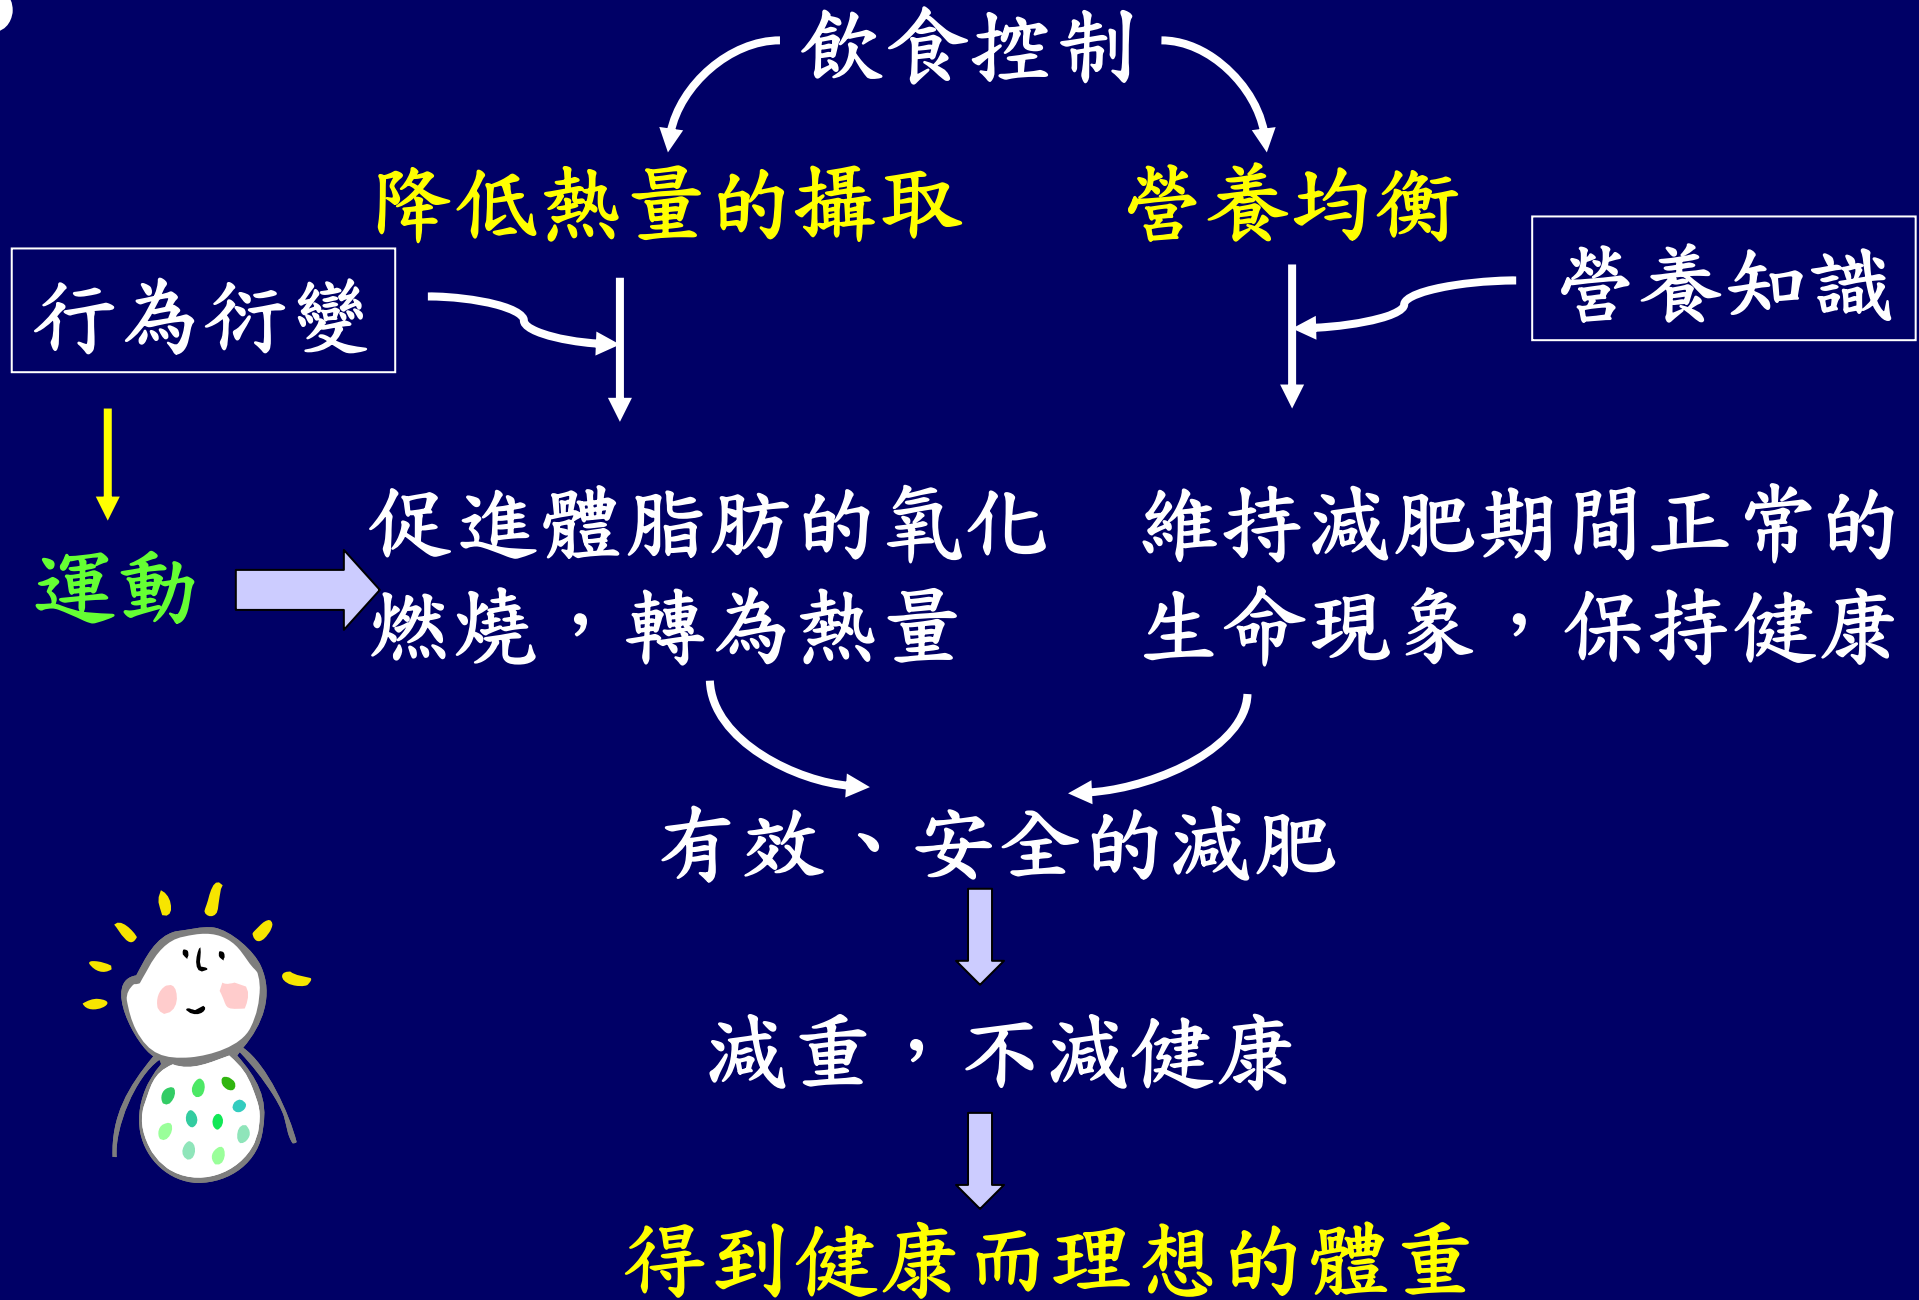 飲食控制
降低熱量的攝取
營養均衡
行為衍變
營養知識
運動
促進體脂肪的氧化
燃燒，轉為熱量
維持減肥期間正常的
生命現象，保持健康
有效、安全的減肥
減重，不減健康
得到健康而理想的體重